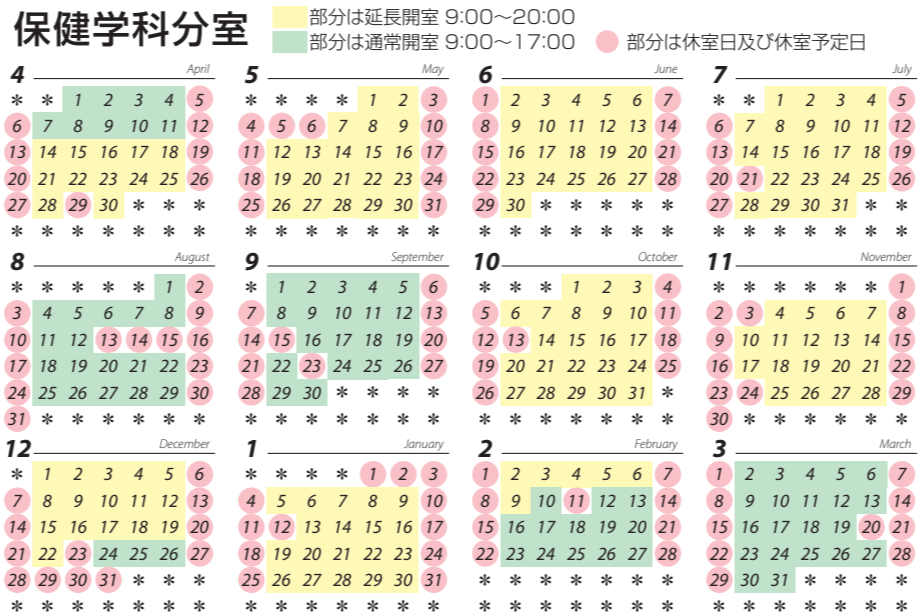 保健学科分室
部分は延長開室 9:00～20:00
部分は通常開室 9:00～17:00 部分は休室日及び休室予定日
4 April
* * 1 2 3 4 5
6 7 8 9 10 11 12
13 14 15 16 17 18 19
20 21 22 23 24 25 26
27 28 29 30 * * *
* * * * * * *
5 May
* * * * 1 2 3
4 5 6 7 8 9 10
11 12 13 14 15 16 17
18 19 20 21 22 23 24
25 26 27 28 29 30 31
* * * * * * *
6 June
1 2 3 4 5 6 7
8 9 10 11 12 13 14
15 16 17 18 19 20 21
22 23 24 25 26 27 28
29 30 * * * * *
* * * * * * *
7 July
* * 1 2 3 4 5
6 7 8 9 10 11 12
13 14 15 16 17 18 19
20 21 22 23 24 25 26
27 28 29 30 31 * *
* * * * * * *
8 August
* * * * * 1 2
3 4 5 6 7 8 9
10 11 12 13 14 15 16
17 18 19 20 21 22 23
24 25 26 27 28 29 30
31 * * * * * *
9 September
* 1 2 3 4 5 6
7 8 9 10 11 12 13
14 15 16 17 18 19 20
21 22 23 24 25 26 27
28 29 30 * * * *
* * * * * * *
10 October
* * * 1 2 3 4
5 6 7 8 9 10 11
12 13 14 15 16 17 18
19 20 21 22 23 24 25
26 27 28 29 30 31 *
* * * * * * *
11 November
* * * * * * 1
2 3 4 5 6 7 8
9 10 11 12 13 14 15
16 17 18 19 20 21 22
23 24 25 26 27 28 29
30 * * * * * *
12 December
* 1 2 3 4 5 6
7 8 9 10 11 12 13
14 15 16 17 18 19 20
21 22 23 24 25 26 27
28 29 30 31 * * *
* * * * * * *
1 January
* * * * 1 2 3
4 5 6 7 8 9 10
11 12 13 14 15 16 17
18 19 20 21 22 23 24
25 26 27 28 29 30 31
* * * * * * *
2 February
1 2 3 4 5 6 7
8 9 10 11 12 13 14
15 16 17 18 19 20 21
22 23 24 25 26 27 28
* * * * * * *
* * * * * * *
3 March
1 2 3 4 5 6 7
8 9 10 11 12 13 14
15 16 17 18 19 20 21
22 23 24 25 26 27 28
29 30 31 * * * *
* * * * * * *